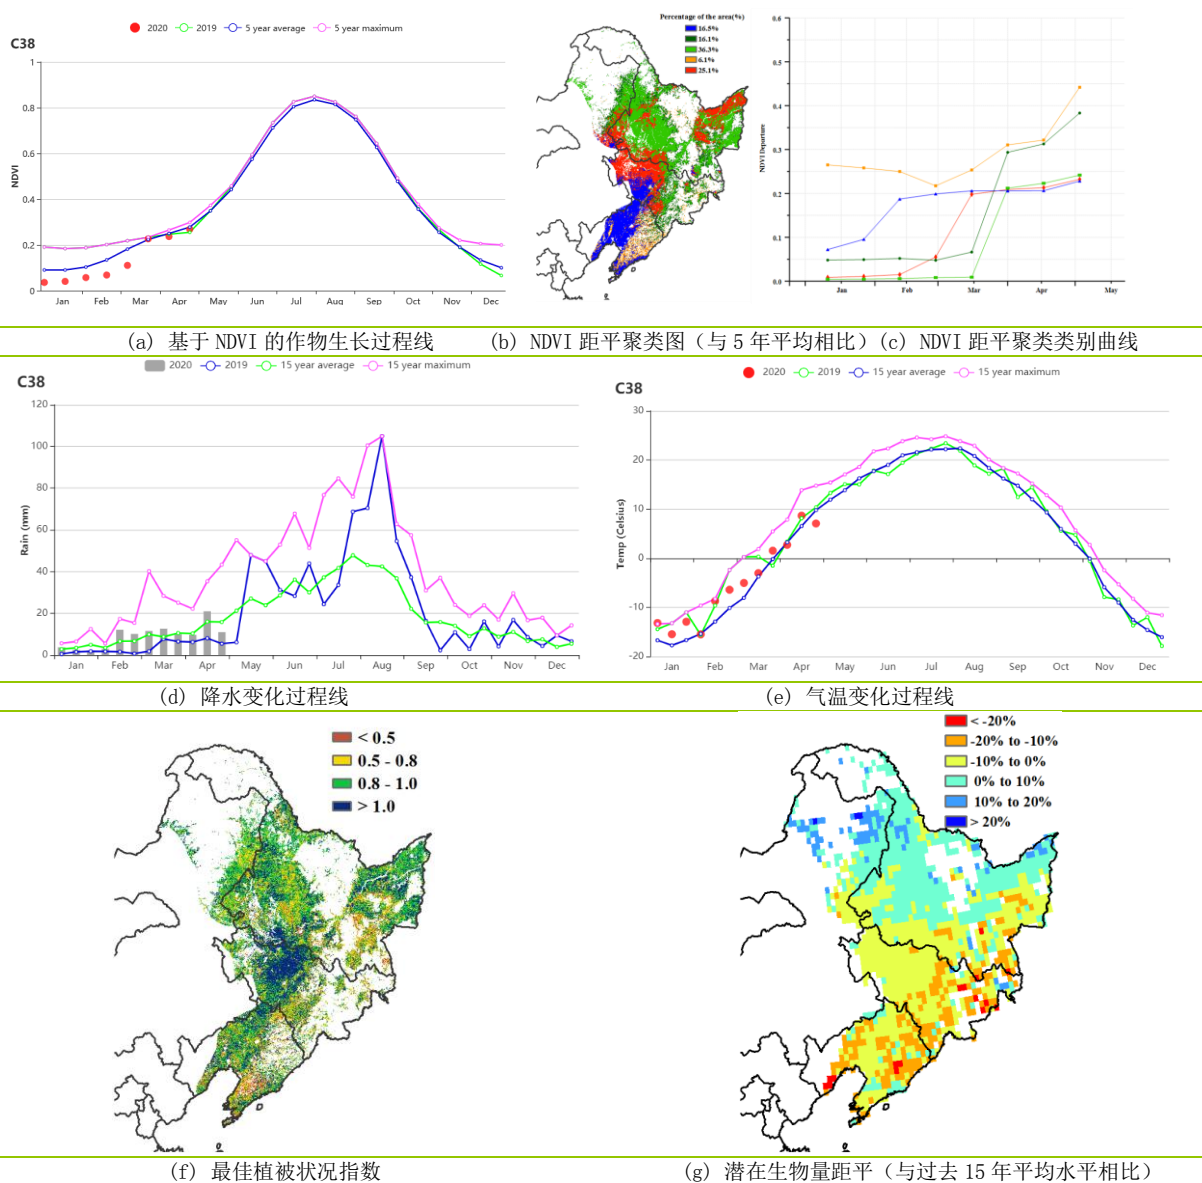 2020 2019 5 year average 5 year maximum
C38
NDVI
1
0.8
0.6
0.4
0.2
0
Jan Feb Mar Apr May Jun Jul Aug Sep Oct Nov Dec
Percentage of the area(%)
16.5%
16.1%
36.3%
6.1%
25.1%
NDVI Departure
0.6
0.5
0.4
0.3
0.2
0.1
0.0
Jan Feb Mar Apr May
(a) 基于 NDVI 的作物生长过程线 (b) NDVI 距平聚类图（与 5 年平均相比） (c) NDVI 距平聚类类别曲线
2020 2019 15 year average 15 year maximum
C38
Rain (mm)
120
100
80
60
40
20
0
Jan Feb Mar Apr May Jun Jul Aug Sep Oct Nov Dec
2020 2019 15 year average 15 year maximum
C38
Temp (Celsius)
30
20
10
0
-10
-20
Jan Feb Mar Apr May Jun Jul Aug Sep Oct Nov Dec
(d) 降水变化过程线 (e) 气温变化过程线
< 0.5
0.5 - 0.8
0.8 - 1.0
> 1.0
< -20%
-20% to -10%
-10% to 0%
0% to 10%
10% to 20%
> 20%
(f) 最佳植被状况指数 (g) 潜在生物量距平（与过去 15 年平均水平相比）